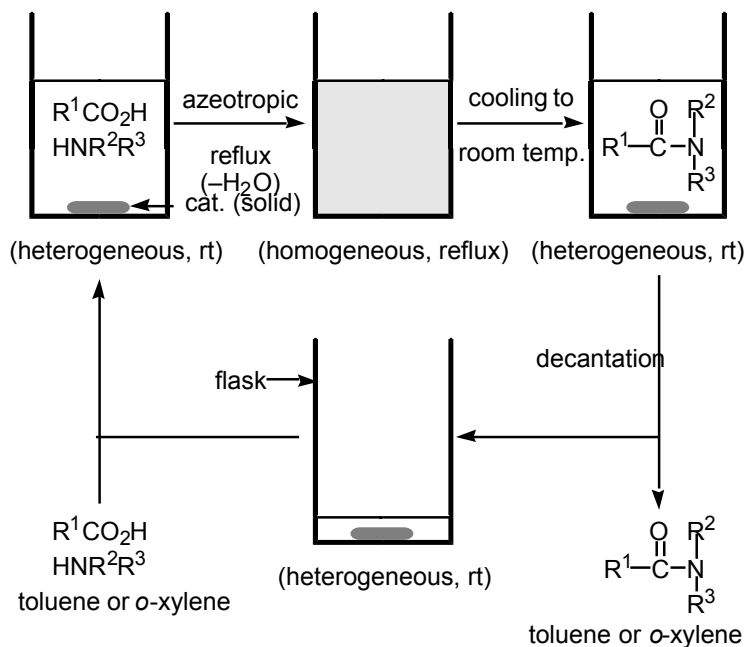 R¹CO₂H
HNR²R³
azeotropic
reflux
(–H₂O)
cat. (solid)
cooling to
room temp.
O
R²
R¹
C
N
R³
(heterogeneous, rt)
(homogeneous, reflux)
(heterogeneous, rt)
flask
decantation
R¹CO₂H
HNR²R³
toluene or o-xylene
(heterogeneous, rt)
O
R²
R¹
C
N
R³
toluene or o-xylene